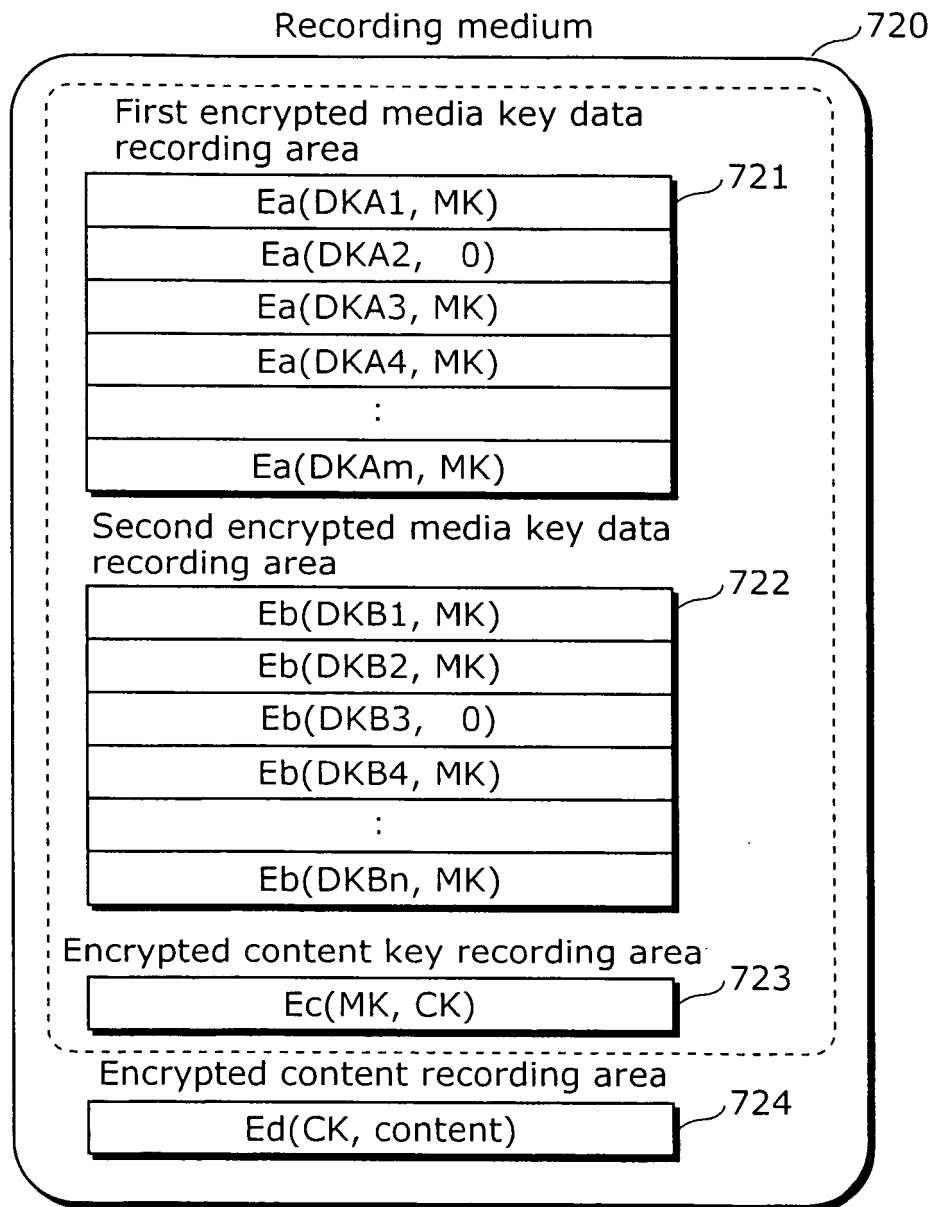 Recording medium
720
First encrypted media key data
recording area
721
Ea(DKA1, MK)
Ea(DKA2, 0)
Ea(DKA3, MK)
Ea(DKA4, MK)
:
Ea(DKAm, MK)
Second encrypted media key data
recording area
722
Eb(DKB1, MK)
Eb(DKB2, MK)
Eb(DKB3, 0)
Eb(DKB4, MK)
:
Eb(DKBn, MK)
Encrypted content key recording area
723
Ec(MK, CK)
Encrypted content recording area
724
Ed(CK, content)